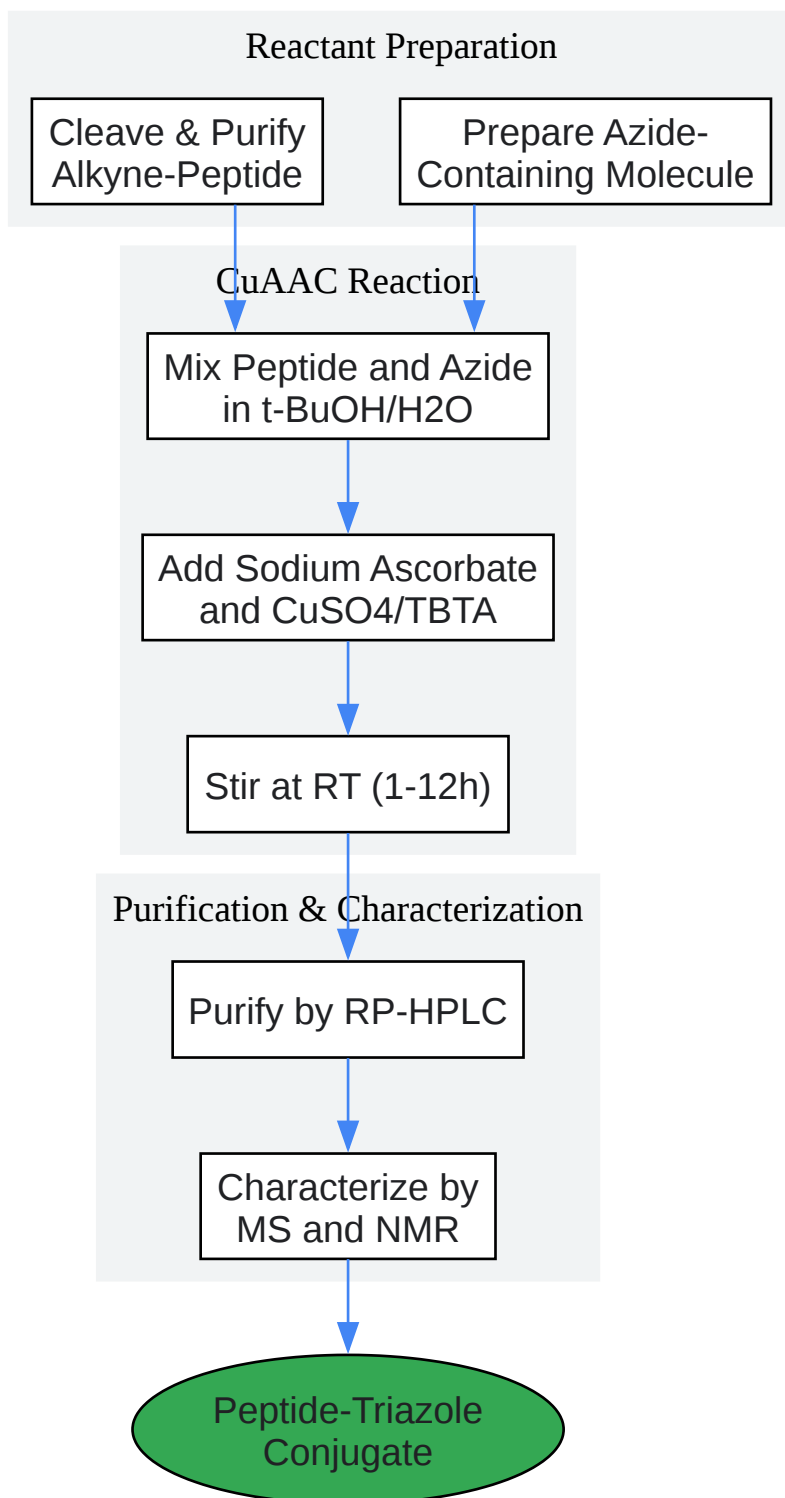 Reactant Preparation
Cleave & Purify
Alkyne-Peptide
Prepare Azide-
Containing Molecule
CuAAC Reaction
Mix Peptide and Azide
in t-BuOH/H2O
Add Sodium Ascorbate
and CuSO4/TBTA
Stir at RT (1-12h)
Purification & Characterization
Purify by RP-HPLC
Characterize by
MS and NMR
Peptide-Triazole
Conjugate